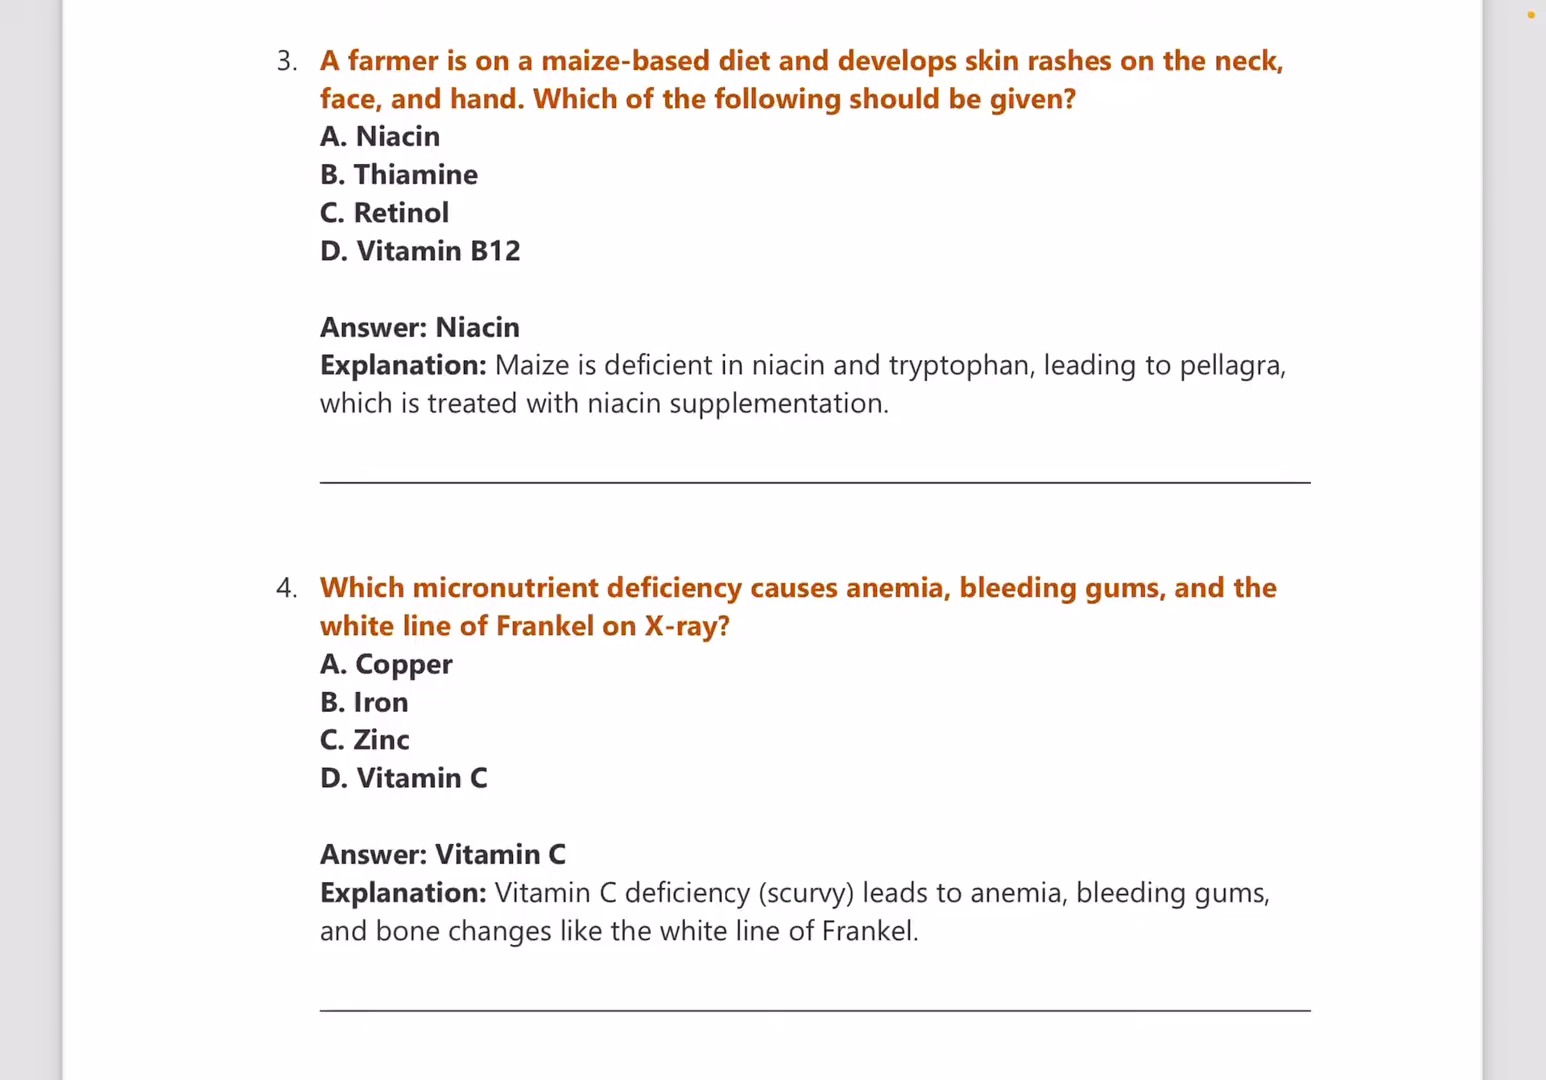 3. A farmer is on a maize-based diet and develops skin rashes on the neck,
face, and hand. Which of the following should be given?
A. Niacin
B. Thiamine
C. Retinol
D. Vitamin B12
Answer: Niacin
Explanation: Maize is deficient in niacin and tryptophan, leading to pellagra,
which is treated with niacin supplementation.
4. Which micronutrient deficiency causes anemia, bleeding gums, and the
white line of Frankel on X-ray?
A. Copper
B. Iron
C. Zinc
D. Vitamin C
Answer: Vitamin C
Explanation: Vitamin C deficiency (scurvy) leads to anemia, bleeding gums,
and bone changes like the white line of Frankel.